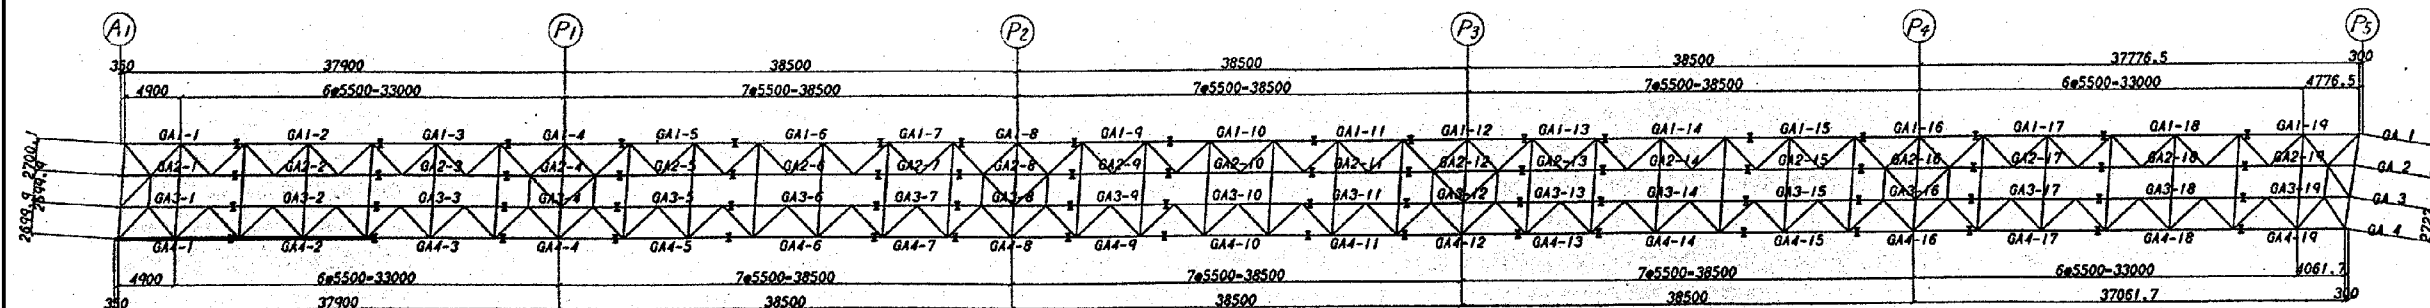 A1 P1 P2 P3 P4 P5
350 37900 38500 38500 38500 37776.5 300
4900 6@5500=33000 7@5500=38500 7@5500=38500 7@5500=38500 6@5500=33000 4776.5
GA1-1 GA1-2 GA1-3 GA1-4 GA1-5 GA1-6 GA1-7 GA1-8 GA1-9 GA1-10 GA1-11 GA1-12 GA1-13 GA1-14 GA1-15 GA1-16 GA1-17 GA1-18 GA1-19 GA 1
GA2-1 GA2-2 GA2-3 GA2-4 GA2-5 GA2-6 GA2-7 GA2-8 GA2-9 GA2-10 GA2-11 GA2-12 GA2-13 GA2-14 GA2-15 GA2-16 GA2-17 GA2-18 GA2-19 GA 2
GA3-1 GA3-2 GA3-3 GA3-4 GA3-5 GA3-6 GA3-7 GA3-8 GA3-9 GA3-10 GA3-11 GA3-12 GA3-13 GA3-14 GA3-15 GA3-16 GA3-17 GA3-18 GA3-19 GA 3
GA4-1 GA4-2 GA4-3 GA4-4 GA4-5 GA4-6 GA4-7 GA4-8 GA4-9 GA4-10 GA4-11 GA4-12 GA4-13 GA4-14 GA4-15 GA4-16 GA4-17 GA4-18 GA4-19 GA 4
4900 6@5500=33000 7@5500=38500 7@5500=38500 7@5500=38500 6@5500=33000 4061.7
350 37900 38500 38500 38500 37061.7 300